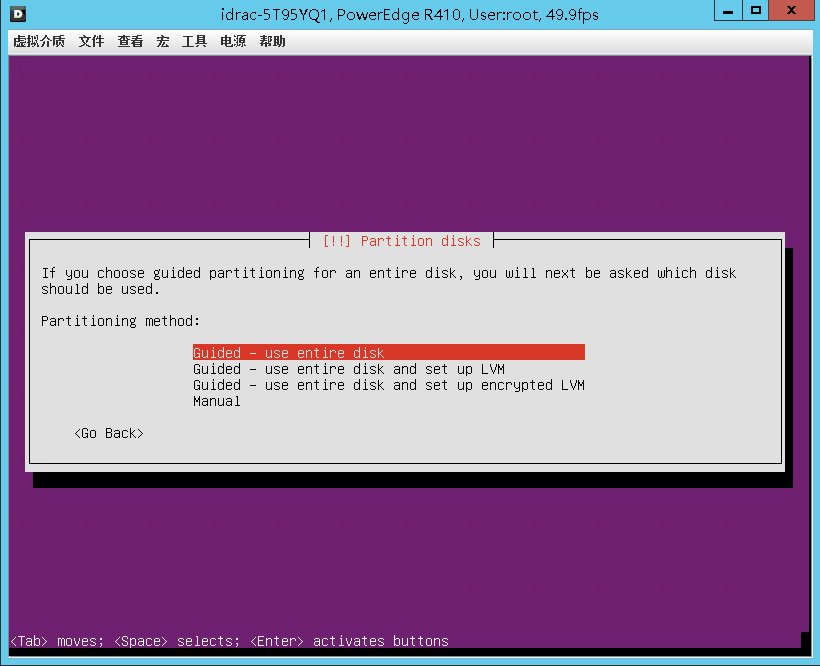 idrac-5T95YQ1, PowerEdge R410, User:root, 49.9fps
虚拟介质 文件 查看 宏 工具 电源 帮助
[!!] Partition disks
If you choose guided partitioning for an entire disk, you will next be asked which disk
should be used.
Partitioning method:
Guided - use entire disk
Guided - use entire disk and set up LVM
Guided - use entire disk and set up encrypted LVM
Manual
<Go Back>
<Tab> moves; <Space> selects; <Enter> activates buttons